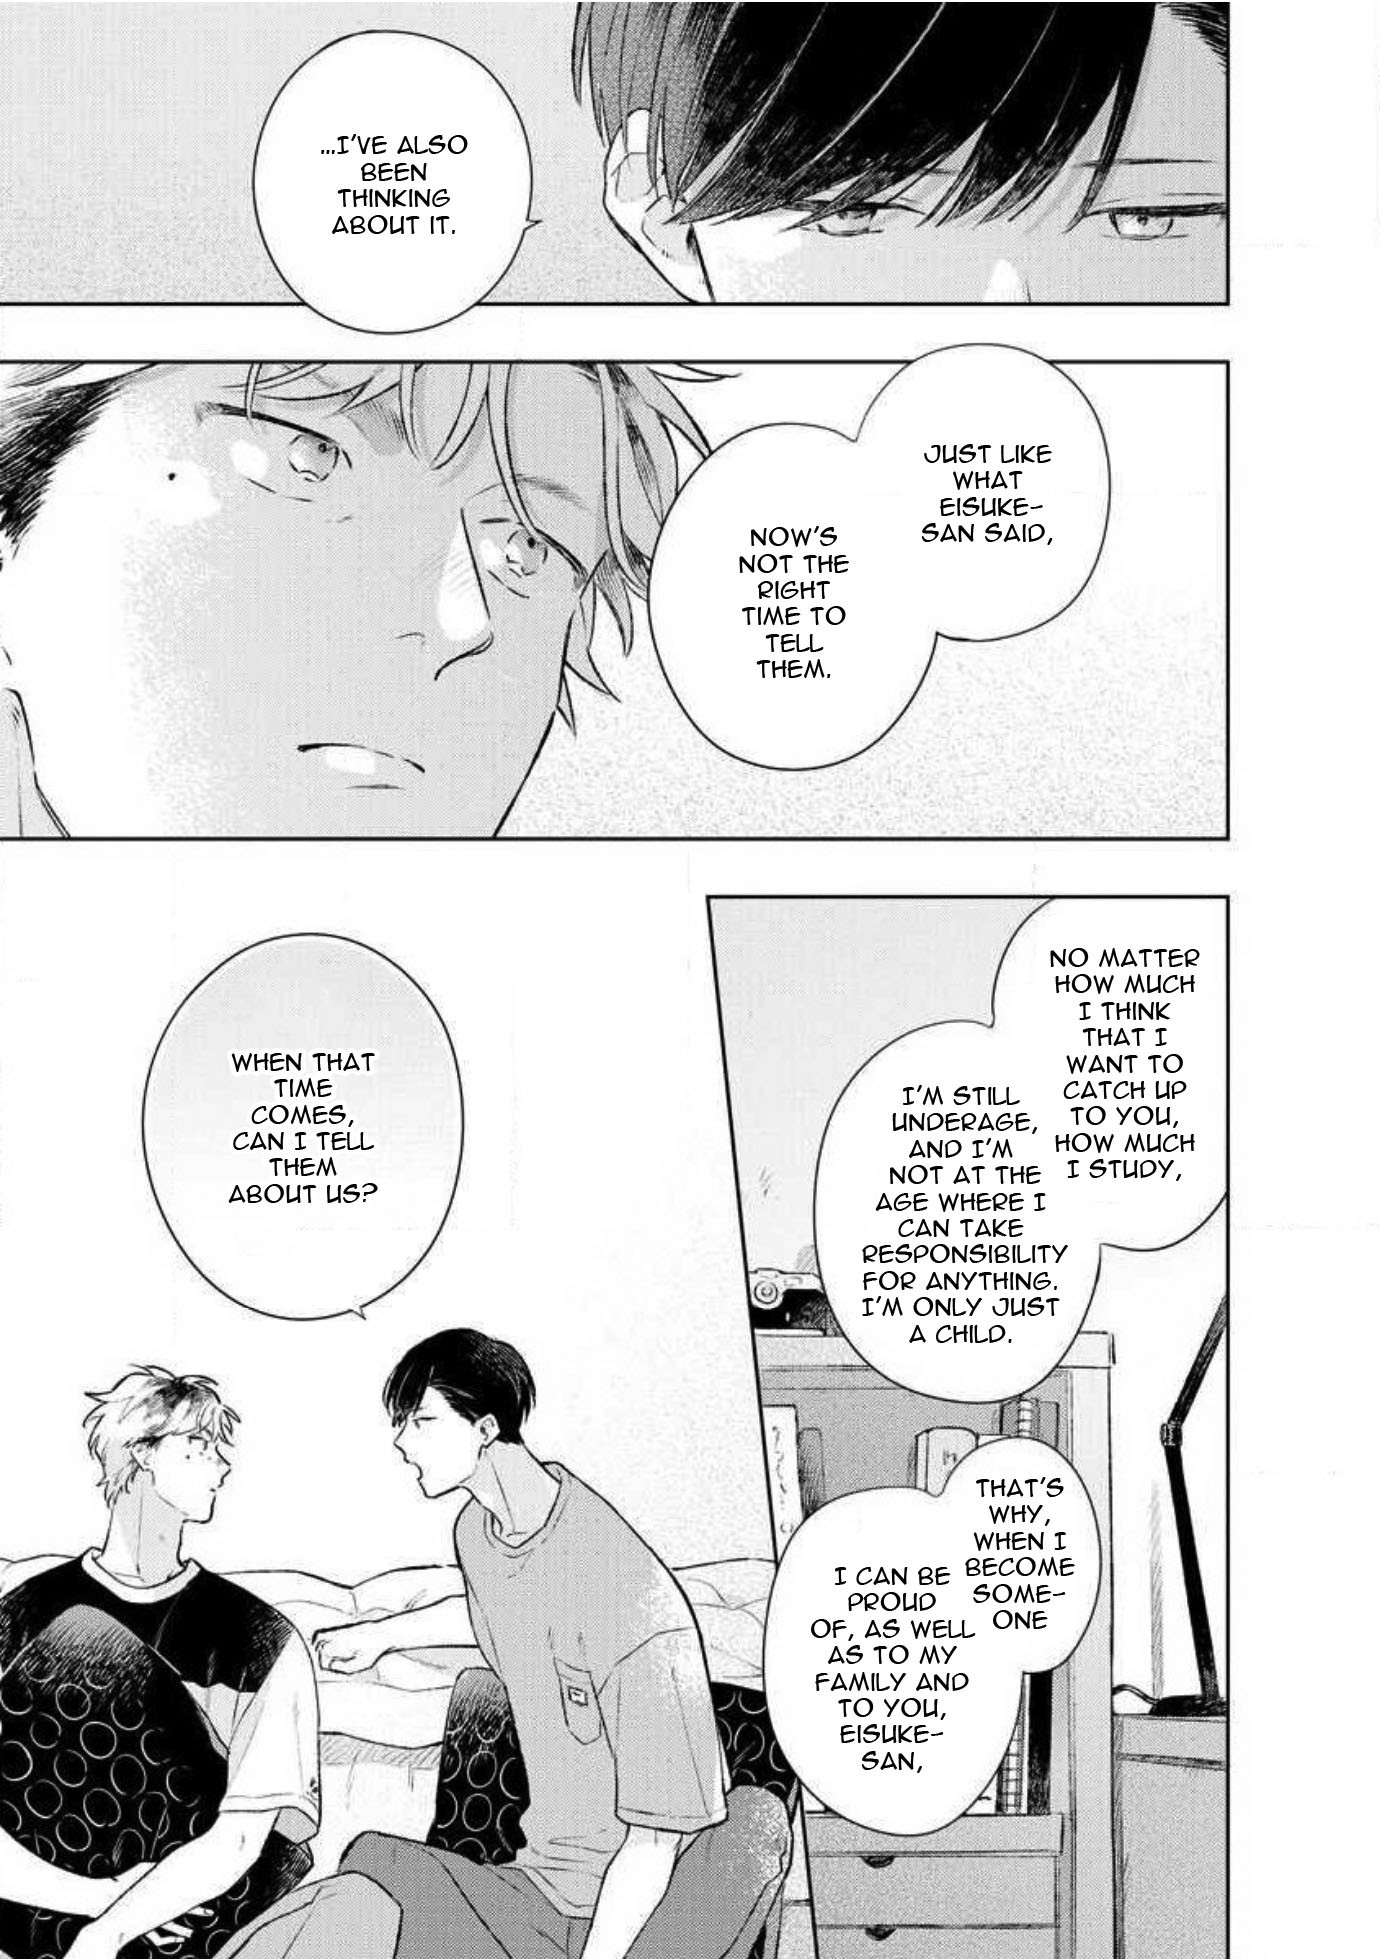 ...I'VE ALSO
BEEN
THINKING
ABOUT IT.
JUST LIKE
WHAT
EISUKE-
SAN SAID,
NOW'S
NOT THE
RIGHT
TIME TO
TELL
THEM.
NO MATTER
HOW MUCH
I THINK
THAT I
WANT TO
CATCH UP
TO YOU,
HOW MUCH
I STUDY,
I'M STILL
UNDERAGE,
AND I'M
NOT AT THE
AGE WHERE I
CAN TAKE
RESPONSIBILITY
FOR ANYTHING.
I'M ONLY JUST
A CHILD.
THAT'S
WHY,
WHEN I
BECOME
SOME-
ONE
I CAN BE
PROUD
OF, AS WELL
AS TO MY
FAMILY AND
TO YOU,
EISUKE-
SAN,
WHEN THAT
TIME
COMES,
CAN I TELL
THEM
ABOUT US?